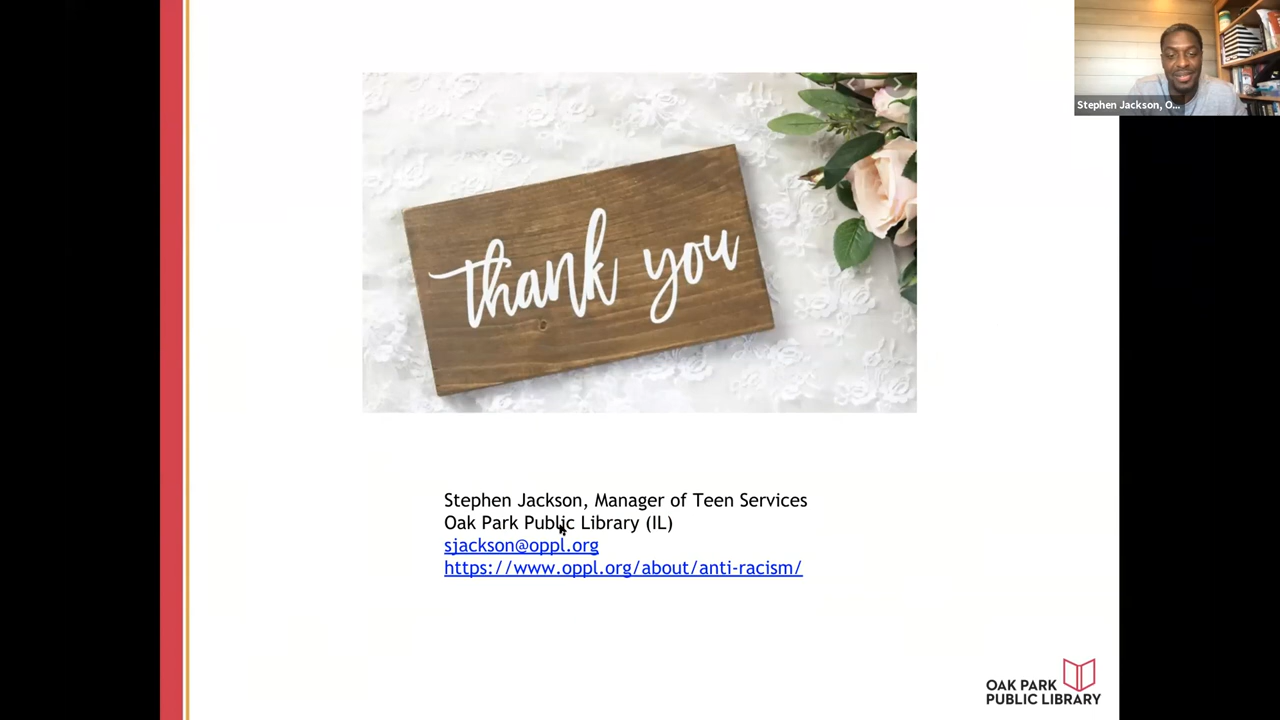 Stephen Jackson, O...
thank you
Stephen Jackson, Manager of Teen Services
Oak Park Public Library (IL)
sjackson@oppl.org
https://www.oppl.org/about/anti-racism/
OAK PARK
PUBLIC LIBRARY